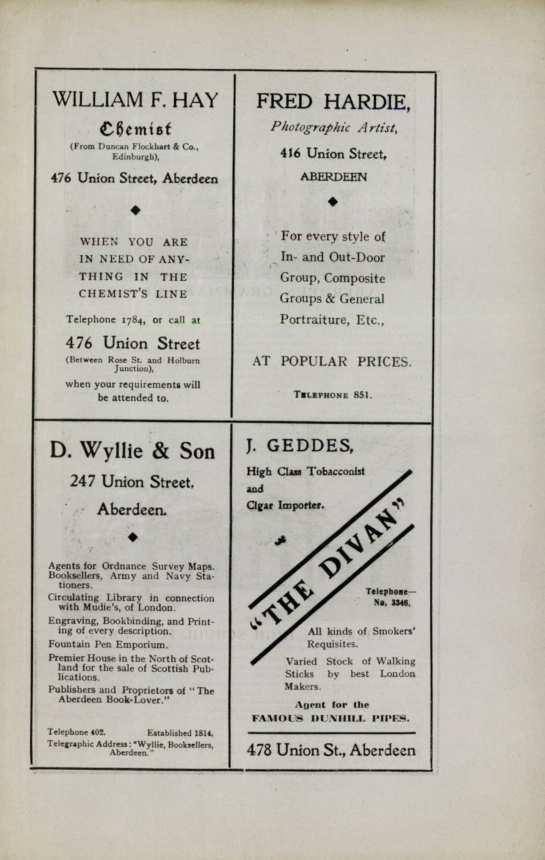 WILLIAM F. HAY
Chemist
(From Duncan Flockhart & Co.,
Edinburgh),
476 Union Street, Aberdeen
WHEN YOU ARE
IN NEED OF ANY-
THING IN THE
CHEMIST'S LINE
Telephone 1784, or call at
476 Union Street
(Between Rose St. and Holburn
Junction),
when your requirements will
be attended to.
FRED HARDIE,
Photographic Artist,
416 Union Street,
ABERDEEN
For every style of
In- and Out-Door
Group, Composite
Groups & General
Portraiture, Etc.,
AT POPULAR PRICES.
TELEPHONE 851.
D. Wyllie & Son
247 Union Street,
Aberdeen.
Agents for Ordnance Survey Maps.
Booksellers, Army and Navy Sta-
tioners.
Circulating Library in connection
with Mudie's, of London.
Engraving, Bookbinding, and Print-
ing of every description.
Fountain Pen Emporium.
Premier House in the North of Scot-
land for the sale of Scottish Pub-
lications.
Publishers and Proprietors of "The
Aberdeen Book-Lover."
Telephone 402. Established 1814.
Telegraphic Address: "Wyllie, Booksellers,
Aberdeen."
J. GEDDES,
High Class Tobacconist
and
Cigar Importer.
"THE DIVAN"
Telephone—
No. 3346.
All kinds of Smokers'
Requisites.
Varied Stock of Walking
Sticks by best London
Makers.
Agent for the
FAMOUS DUNHILL PIPES.
478 Union St., Aberdeen